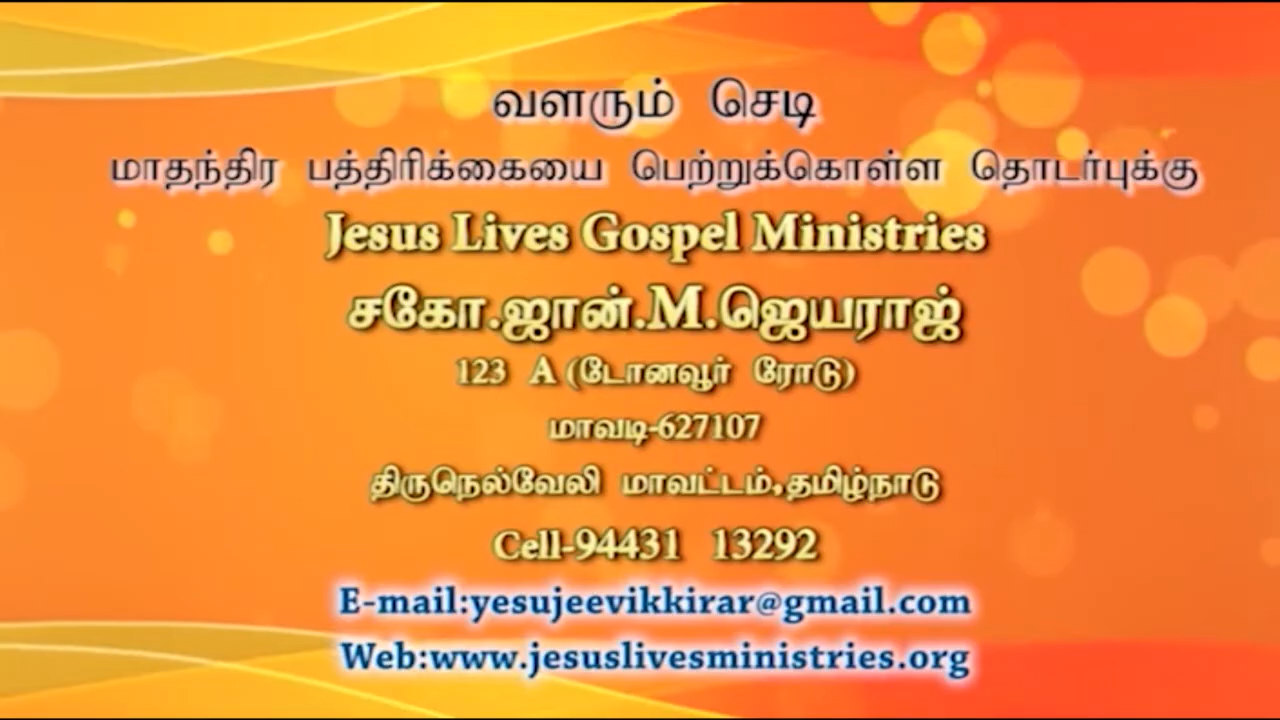 வளரும் செடி
மாதந்திர பத்திரிக்கையை பெற்றுக்கொள்ள தொடர்புக்கு
Jesus Lives Gospel Ministries
சகோ.ஜான்.M.ஜெயராஜ்
123 A (டோனவூர் ரோடு)
மாவடி-627107
திருநெல்வேலி மாவட்டம்,தமிழ்நாடு
Cell-94431 13292
E-mail:yesujeevikkirar@gmail.com
Web:www.jesuslivesministries.org